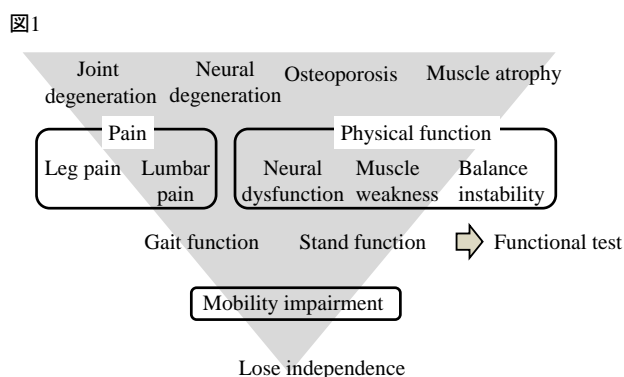 図1
Joint degeneration
Neural degeneration
Osteoporosis
Muscle atrophy
Pain
Physical function
Leg pain
Lumbar pain
Neural dysfunction
Muscle weakness
Balance instability
Gait function
Stand function
Functional test
Mobility impairment
Lose independence